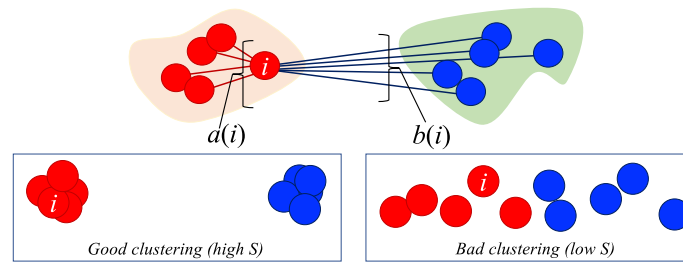 i
a(i)
b(i)
i
Good clustering (high S)
i
Bad clustering (low S)